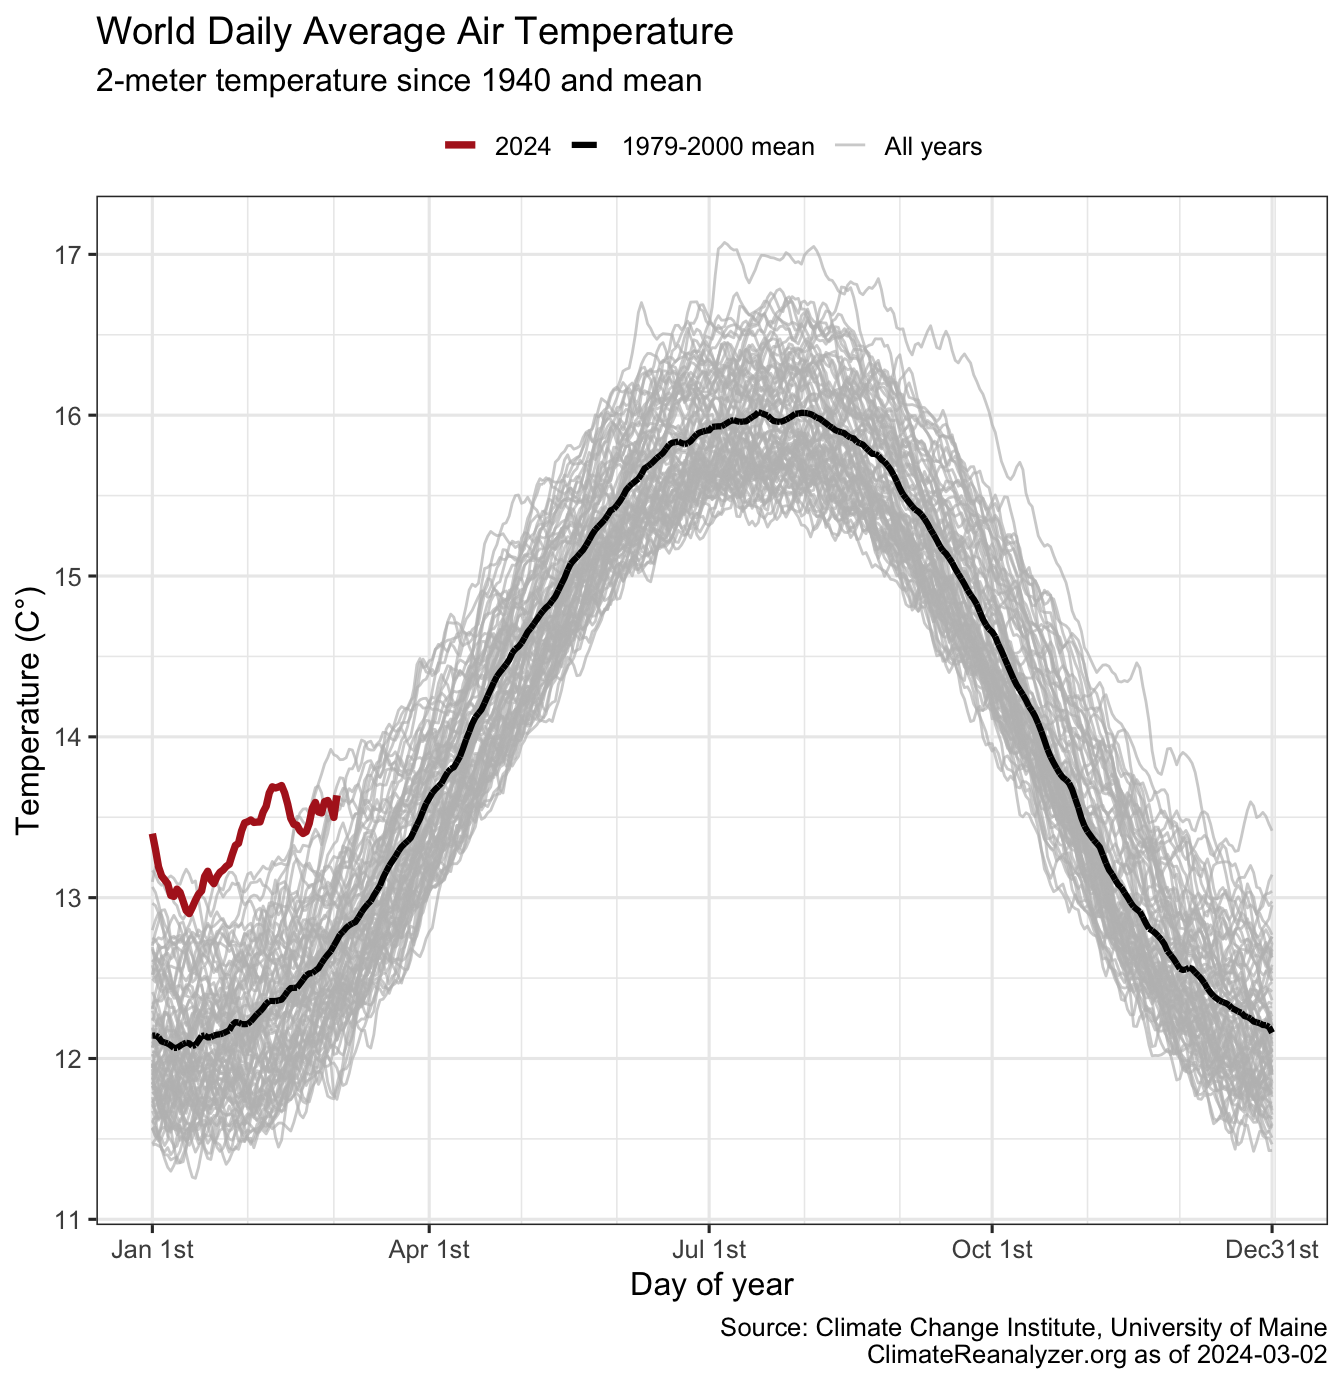 World Daily Average Air Temperature
2-meter temperature since 1940 and mean
2024 1979-2000 mean All years
Temperature (C°)
17
16
15
14
13
12
11
Jan 1st Apr 1st Jul 1st Oct 1st Dec31st
Day of year
Source: Climate Change Institute, University of Maine
ClimateReanalyzer.org as of 2024-03-02